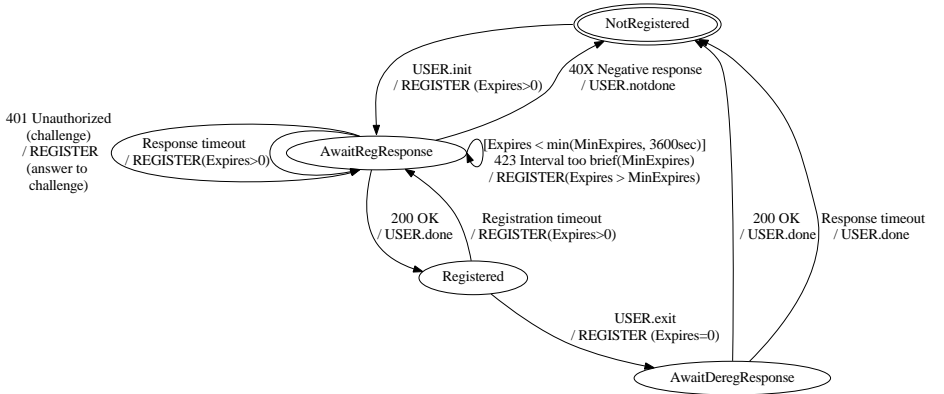 NotRegistered
USER.init
/ REGISTER (Expires>0)
40X Negative response
/ USER.notdone
401 Unauthorized
(challenge)
/ REGISTER
(answer to
challenge)
Response timeout
/ REGISTER(Expires>0)
AwaitRegResponse
[Expires < min(MinExpires, 3600sec)]
423 Interval too brief(MinExpires)
/ REGISTER(Expires > MinExpires)
200 OK
/ USER.done
Registration timeout
/ REGISTER(Expires>0)
200 OK
/ USER.done
Response timeout
/ USER.done
Registered
USER.exit
/ REGISTER (Expires=0)
AwaitDeregResponse